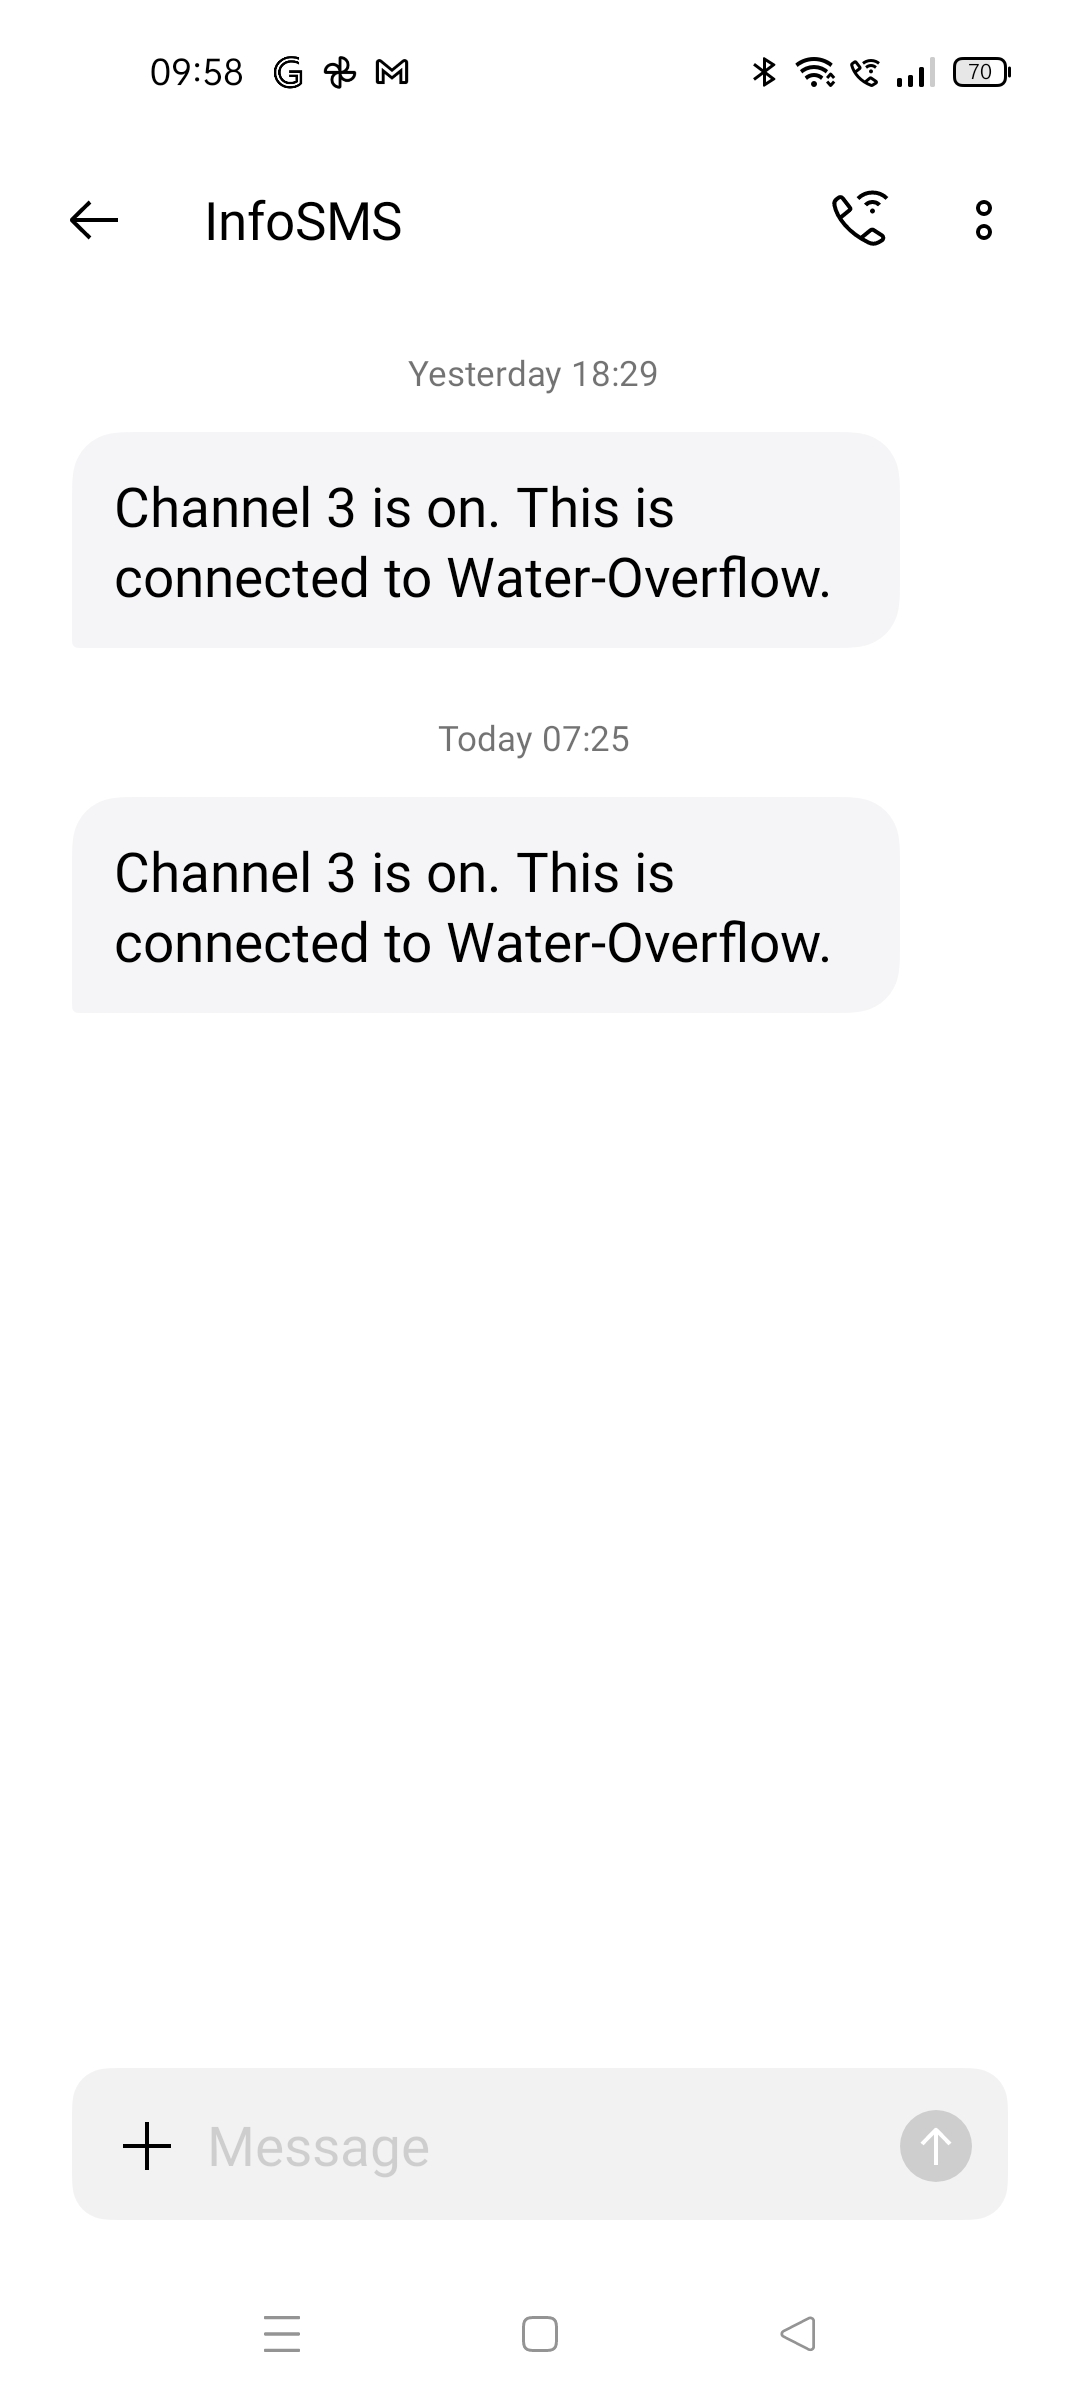 09:58
70
InfoSMS
Yesterday 18:29
Channel 3 is on. This is
connected to Water-Overflow.
Today 07:25
Channel 3 is on. This is
connected to Water-Overflow.
Message